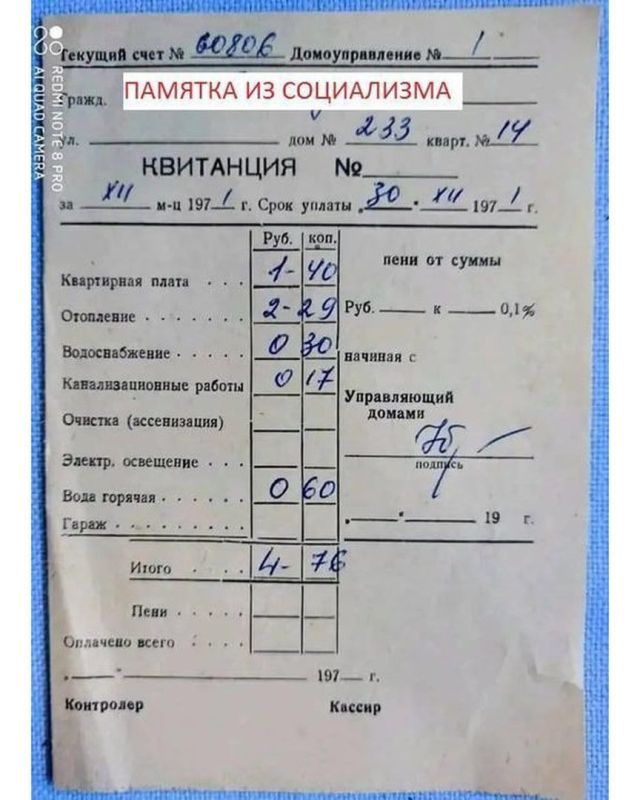 Текущий счет № 60806 Домоуправление № 1
ПАМЯТКА ИЗ СОЦИАЛИЗМА
Гражд.
ул. дом № 233 кварт. № 14
КВИТАНЦИЯ №
за XII м-ц 1971 г. Срок уплаты „30" XII 1971 г.
Руб. коп.
Квартирная плата . . . 1- 40
Отопление . . . . . . . 2- 29
Водоснабжение . . . . . 0 30
Канализационные работы 0 17
Очистка (ассенизация)
Электр. освещение . . .
Вода горячая . . . . . . 0 60
Гараж . . . . . . . . .
Итого . . . . 4- 76
Пени . . . . .
Оплачено всего . . . .
пени от суммы
Руб. к 0,1%
начиная с
Управляющий
домами
подпись
„ " 19 г.
„ " 197 г.
Контролер Кассир
REDMI NOTE 8 PRO
AI QUAD CAMERA